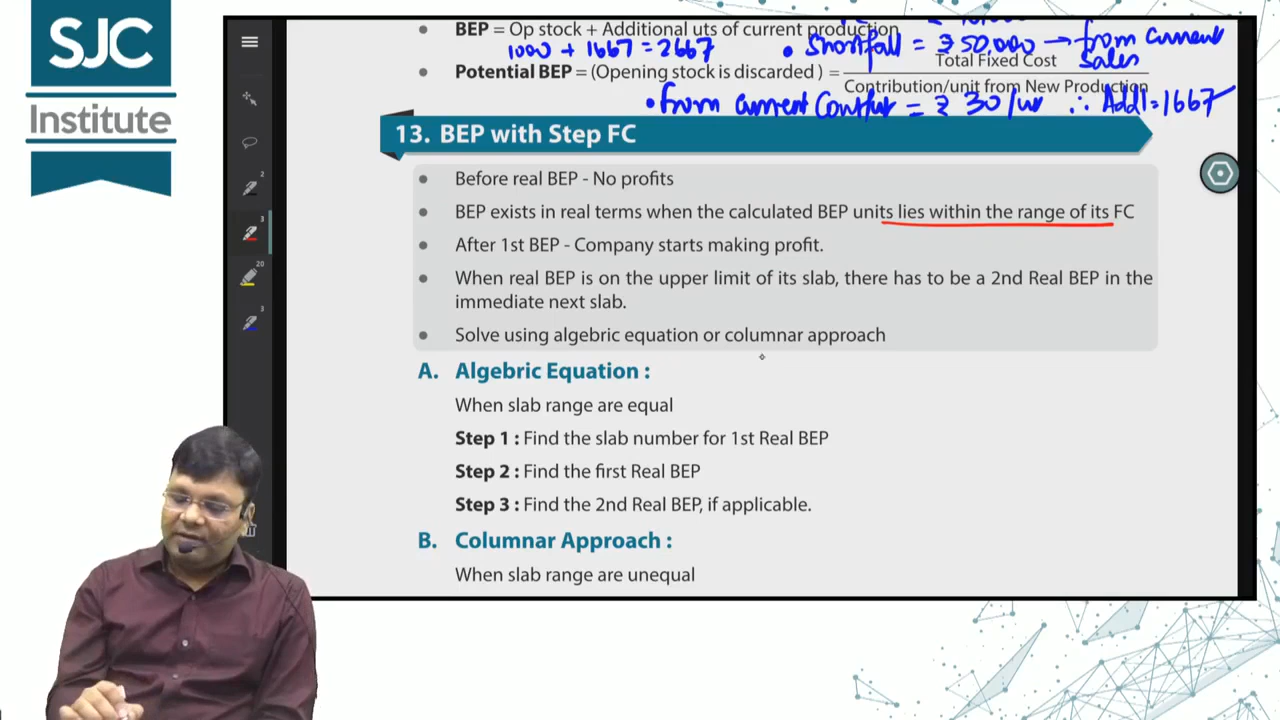 SJC
Institute
• BEP = Op stock + Additional uts of current production
1000 + 1667 = 2667
• Shortfall = ₹ 50,000 → from current Sales
• Potential BEP = (Opening stock is discarded ) = Total Fixed Cost
Contribution/unit from New Production
• from current = ₹ 30/unit ∴ Addl = 1667
13. BEP with Step FC
• Before real BEP - No profits
• BEP exists in real terms when the calculated BEP units lies within the range of its FC
• After 1st BEP - Company starts making profit.
• When real BEP is on the upper limit of its slab, there has to be a 2nd Real BEP in the
immediate next slab.
• Solve using algebric equation or columnar approach
A. Algebric Equation :
When slab range are equal
Step 1 : Find the slab number for 1st Real BEP
Step 2 : Find the first Real BEP
Step 3 : Find the 2nd Real BEP, if applicable.
B. Columnar Approach :
When slab range are unequal
2
3
20
3